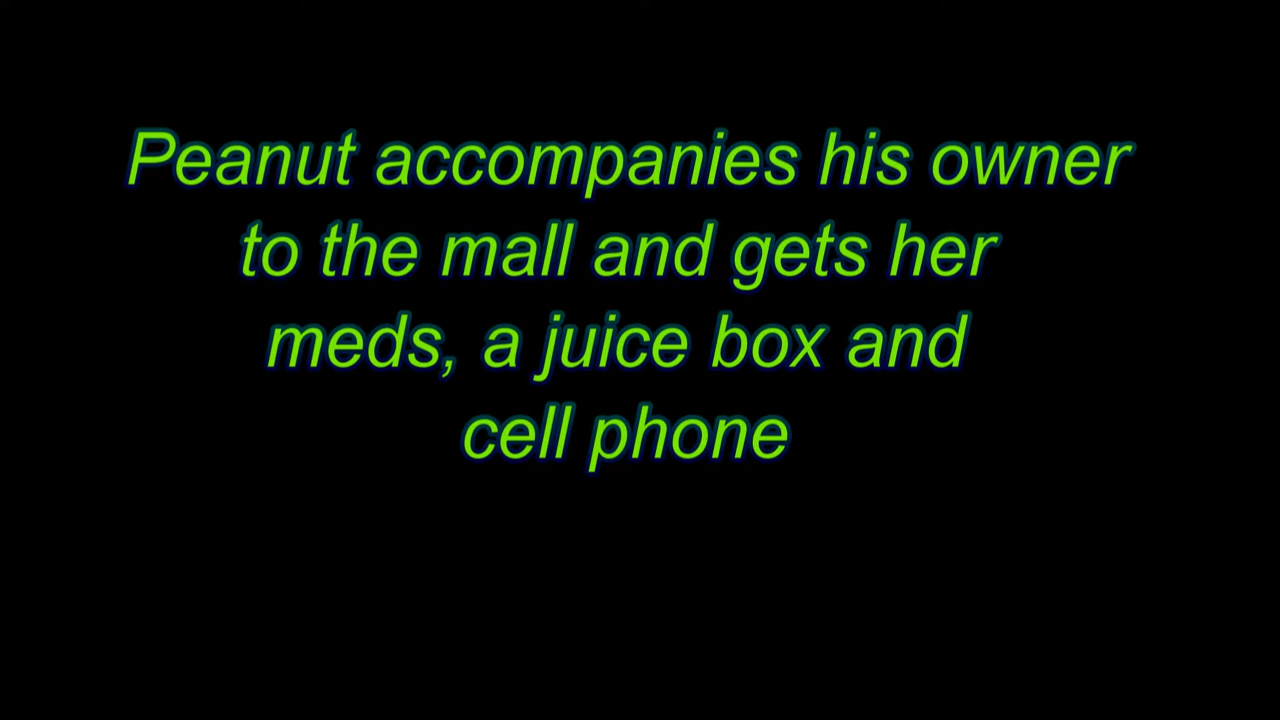 Peanut accompanies his owner
to the mall and gets her
meds, a juice box and
cell phone